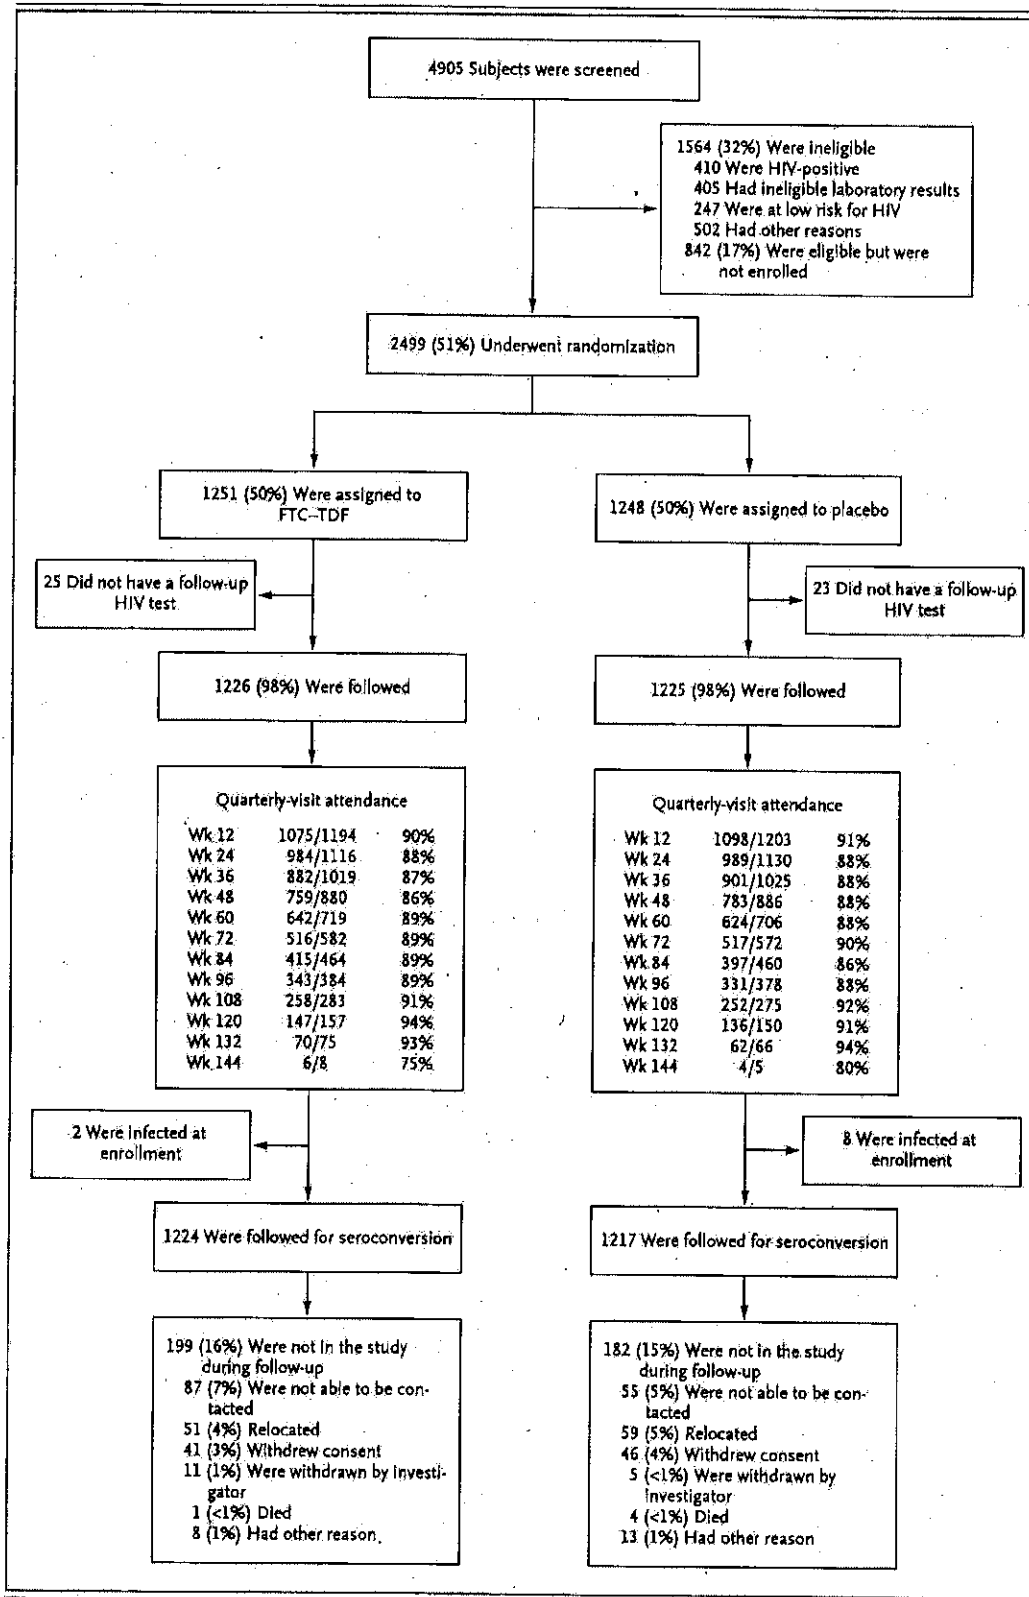 4905 Subjects were screened
1564 (32%) Were ineligible
410 Were HIV-positive
405 Had ineligible laboratory results
247 Were at low risk for HIV
502 Had other reasons
842 (17%) Were eligible but were
not enrolled
2499 (51%) Underwent randomization
1251 (50%) Were assigned to
FTC–TDF
1248 (50%) Were assigned to placebo
25 Did not have a follow-up
HIV test
23 Did not have a follow-up
HIV test
1226 (98%) Were followed
1225 (98%) Were followed
Quarterly-visit attendance
Wk 12 1075/1194 90%
Wk 24 984/1116 88%
Wk 36 882/1019 87%
Wk 48 759/880 86%
Wk 60 642/719 89%
Wk 72 516/582 89%
Wk 84 415/464 89%
Wk 96 343/384 89%
Wk 108 258/283 91%
Wk 120 147/157 94%
Wk 132 70/75 93%
Wk 144 6/8 75%
Quarterly-visit attendance
Wk 12 1098/1203 91%
Wk 24 989/1130 88%
Wk 36 901/1025 88%
Wk 48 783/886 88%
Wk 60 624/706 88%
Wk 72 517/572 90%
Wk 84 397/460 86%
Wk 96 331/378 88%
Wk 108 252/275 92%
Wk 120 136/150 91%
Wk 132 62/66 94%
Wk 144 4/5 80%
2 Were infected at
enrollment
8 Were infected at
enrollment
1224 Were followed for seroconversion
1217 Were followed for seroconversion
199 (16%) Were not in the study
during follow-up
87 (7%) Were not able to be con-
tacted
51 (4%) Relocated
41 (3%) Withdrew consent
11 (1%) Were withdrawn by investi-
gator
1 (<1%) Died
8 (1%) Had other reason
182 (15%) Were not in the study
during follow-up
55 (5%) Were not able to be con-
tacted
59 (5%) Relocated
46 (4%) Withdrew consent
5 (<1%) Were withdrawn by
investigator
4 (<1%) Died
13 (1%) Had other reason